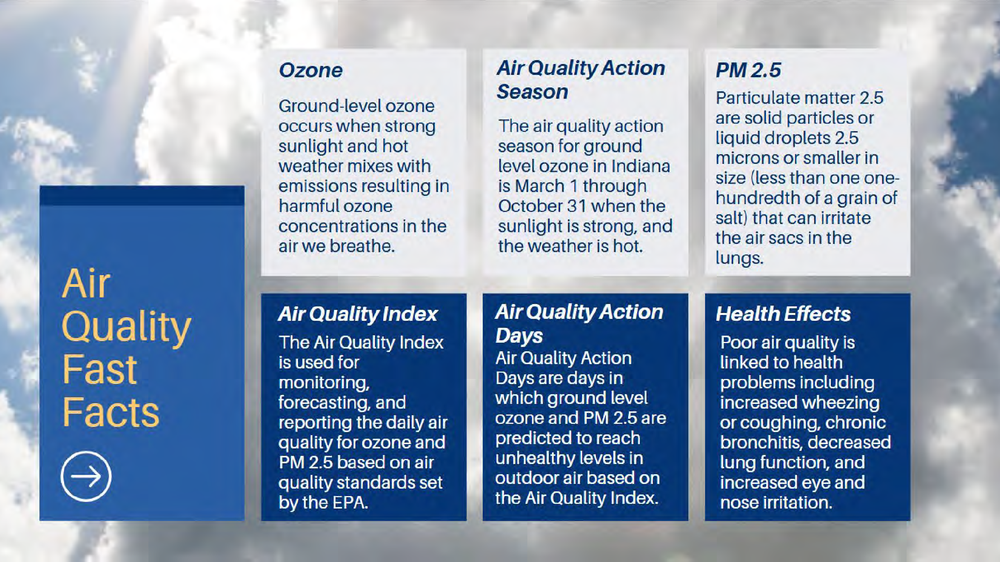 Air
Quality
Fast
Facts
Ozone
Ground-level ozone
occurs when strong
sunlight and hot
weather mixes with
emissions resulting in
harmful ozone
concentrations in the
air we breathe.
Air Quality Action
Season
The air quality action
season for ground
level ozone in Indiana
is March 1 through
October 31 when the
sunlight is strong, and
the weather is hot.
PM 2.5
Particulate matter 2.5
are solid particles or
liquid droplets 2.5
microns or smaller in
size (less than one one-
hundredth of a grain of
salt) that can irritate
the air sacs in the
lungs.
Air Quality Index
The Air Quality Index
is used for
monitoring,
forecasting, and
reporting the daily air
quality for ozone and
PM 2.5 based on air
quality standards set
by the EPA.
Air Quality Action
Days
Air Quality Action
Days are days in
which ground level
ozone and PM 2.5 are
predicted to reach
unhealthy levels in
outdoor air based on
the Air Quality Index.
Health Effects
Poor air quality is
linked to health
problems including
increased wheezing
or coughing, chronic
bronchitis, decreased
lung function, and
increased eye and
nose irritation.